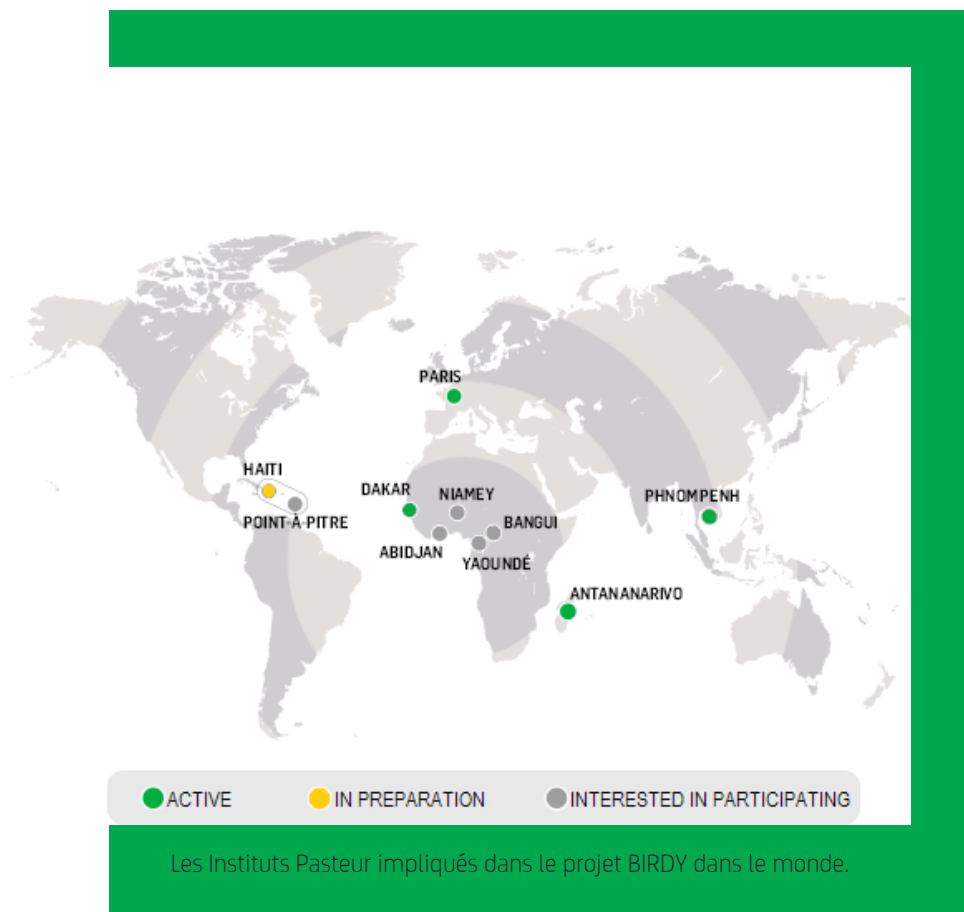 PARIS
HAITI
POINT-À-PITRE
DAKAR
NIAMEY
BANGUI
ABIDJAN
YAOUNDÉ
PHNOMPENH
ANTANANARIVO
ACTIVE
IN PREPARATION
INTERESTED IN PARTICIPATING
Les Instituts Pasteur impliqués dans le projet BIRDY dans le monde.